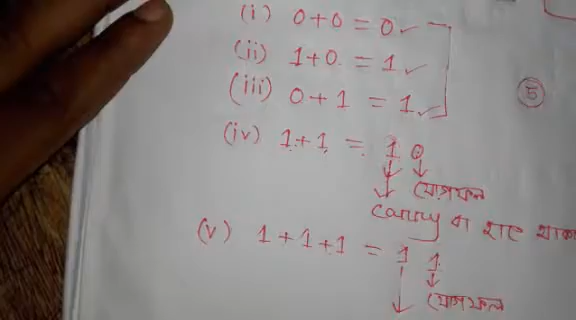 (i) 0+0 = 0 ✓
(ii) 1+0 = 1 ✓
(iii) 0+1 = 1 ✓
5
(iv) 1+1 = 1 0
যোগফল
carry বা হাতে থাকা
(v) 1+1+1 = 1 1
যোগফল